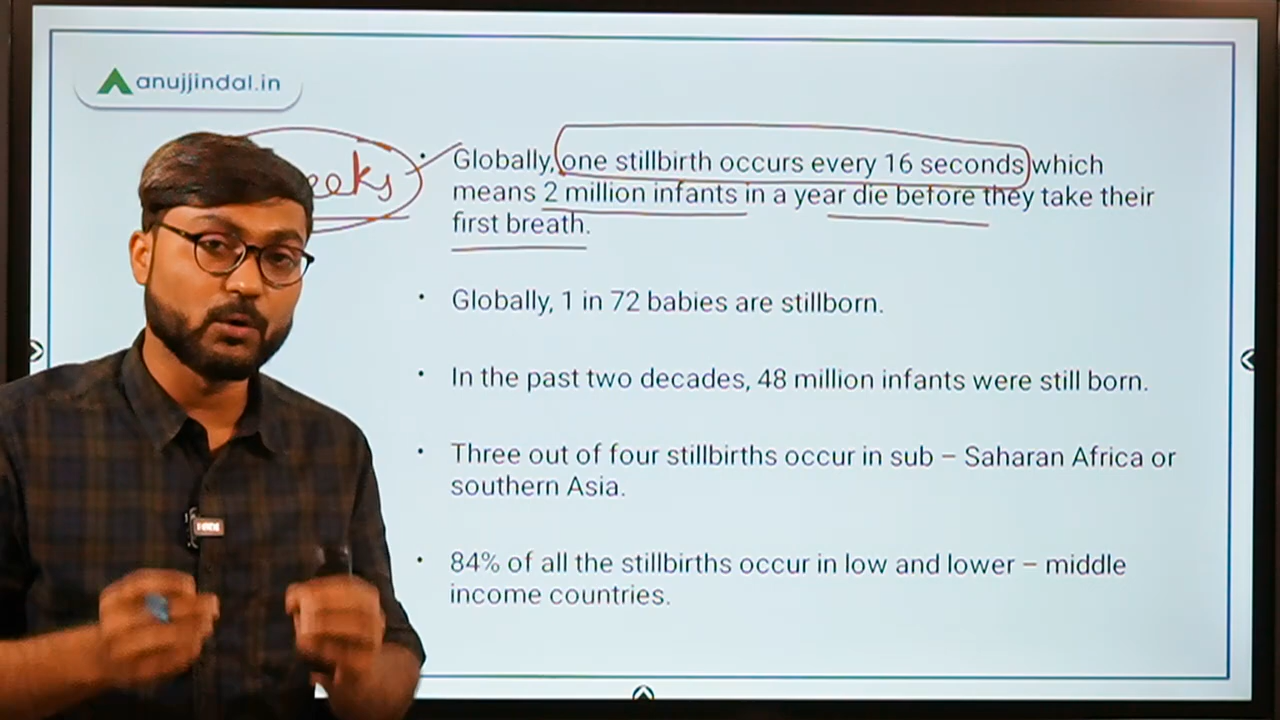 anujjindal.in
• Globally, one stillbirth occurs every 16 seconds which
means 2 million infants in a year die before they take their
first breath.
• Globally, 1 in 72 babies are stillborn.
• In the past two decades, 48 million infants were still born.
• Three out of four stillbirths occur in sub – Saharan Africa or
southern Asia.
• 84% of all the stillbirths occur in low and lower – middle
income countries.